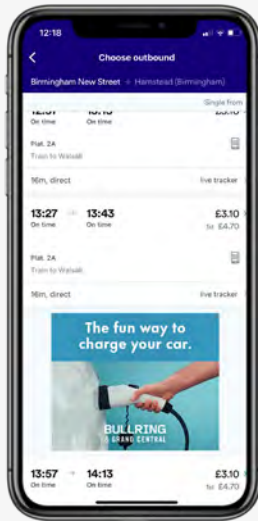 12:18
Choose outbound
Birmingham New Street → Hamstead (Birmingham)
Single from
On time On time
Plat. 2A
Train to Walsall
16m, direct live tracker
13:27 → 13:43 £3.10
On time On time to £4.70
Plat. 2A
Train to Walsall
16m, direct live tracker
The fun way to
charge your car.
BULLRING
& GRAND CENTRAL
13:57 → 14:13 £3.10
On time On time to £4.70